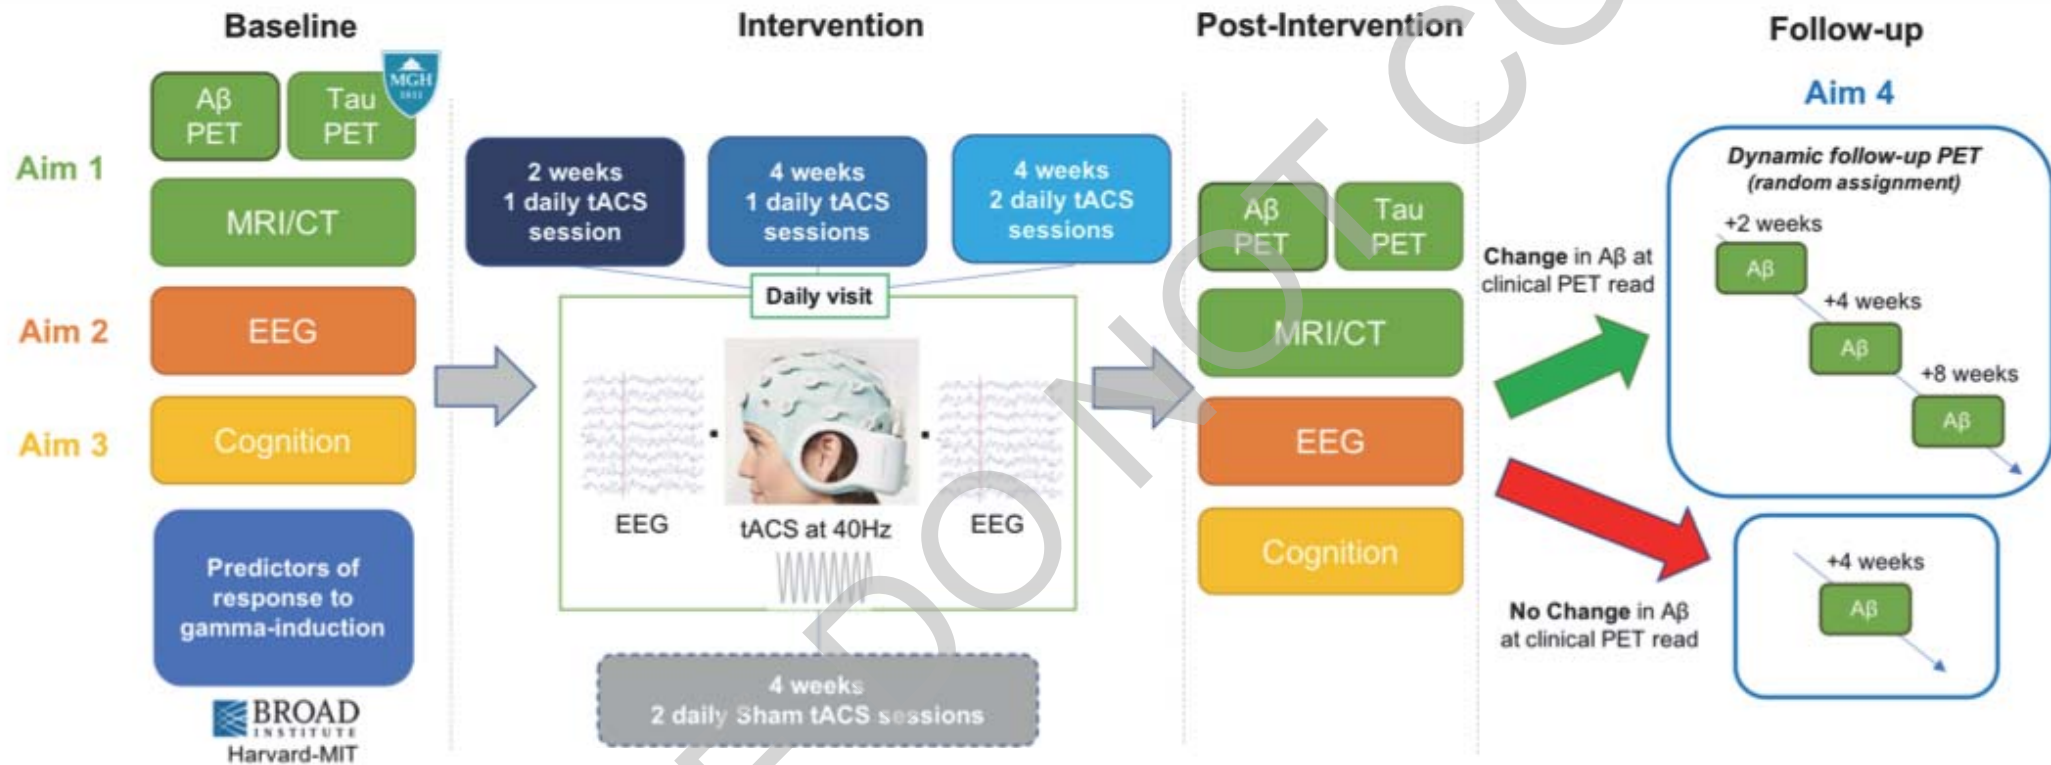 Baseline
Intervention
Post-Intervention
Follow-up
Aim 1
Aβ
PET
Tau
PET
MGH
1811
MRI/CT
Aim 2
EEG
Aim 3
Cognition
Predictors of
response to
gamma-induction
BROAD
INSTITUTE
Harvard-MIT
2 weeks
1 daily tACS
session
4 weeks
1 daily tACS
sessions
4 weeks
2 daily tACS
sessions
Daily visit
EEG
tACS at 40Hz
EEG
4 weeks
2 daily Sham tACS sessions
Aβ
PET
Tau
PET
MRI/CT
EEG
Cognition
Change in Aβ at
clinical PET read
No Change in Aβ
at clinical PET read
Aim 4
Dynamic follow-up PET
(random assignment)
+2 weeks
Aβ
+4 weeks
Aβ
+8 weeks
Aβ
+4 weeks
Aβ
DO NOT